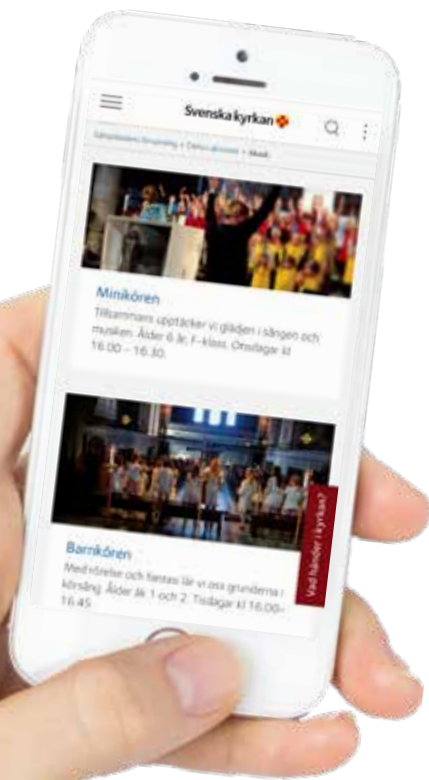 Svenska kyrkan
Minikören
Tillsammans upptäcker vi glädjen i sången och
musiken. Ålder 6 år, F-klass. Onsdagar kl
16.00 – 16.30.
Barnkören
Med rörelse och fantasi lär vi oss grunderna i
körsång. Ålder åk 1 och 2. Tisdagar kl 16.00–
16.45
Vad händer i kyrkan?